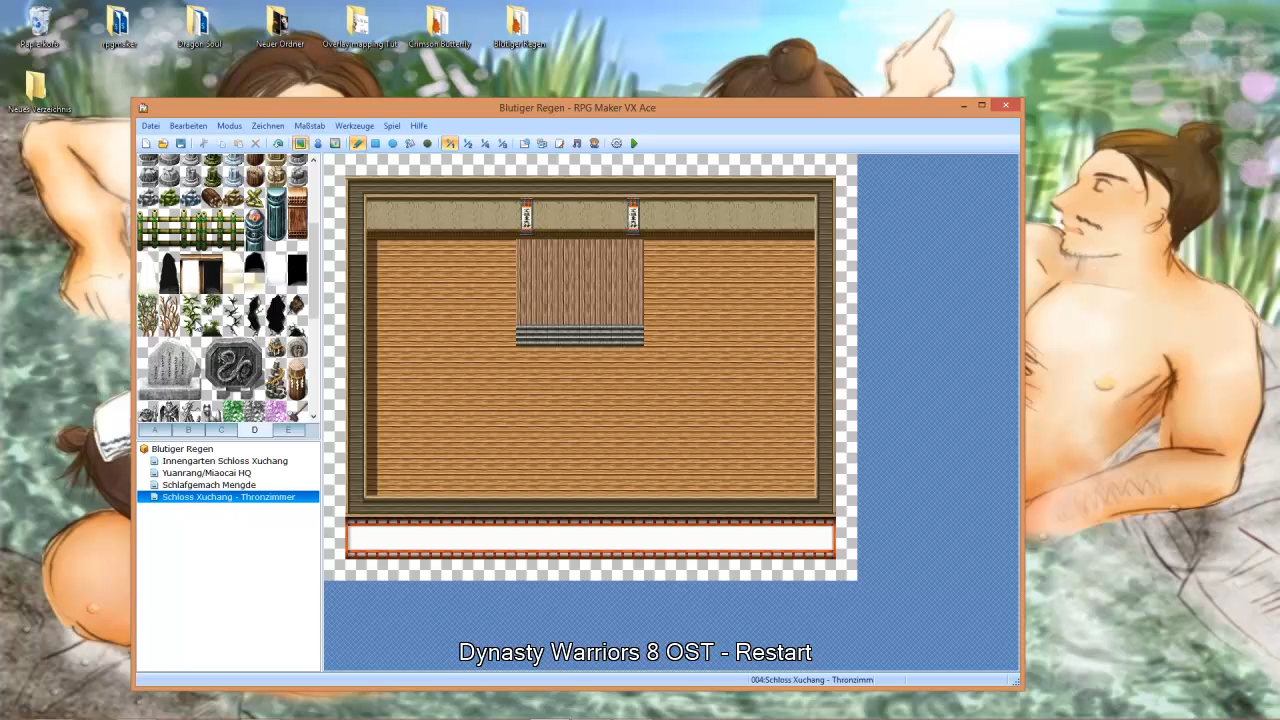 Papierkorb
rpgmaker
Dragon Soul
Neuer Ordner
Overlaymapping Tut
Crimson Butterfly
Blutiger Regen
Neues Verzeichnis
Blutiger Regen - RPG Maker VX Ace
Datei Bearbeiten Modus Zeichnen Maßstab Werkzeuge Spiel Hilfe
A B C D E
Blutiger Regen
Innengarten Schloss Xuchang
Yuanrang/Miaocai HQ
Schlafgemach Mengde
Schloss Xuchang - Thronzimmer
Dynasty Warriors 8 OST - Restart
004:Schloss Xuchang - Thronzimm